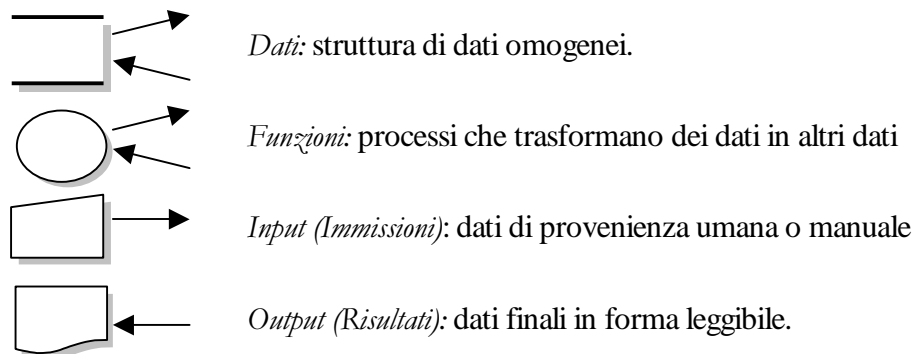 Dati: struttura di dati omogenei.
Funzioni: processi che trasformano dei dati in altri dati
Input (Immissioni): dati di provenienza umana o manuale
Output (Risultati): dati finali in forma leggibile.